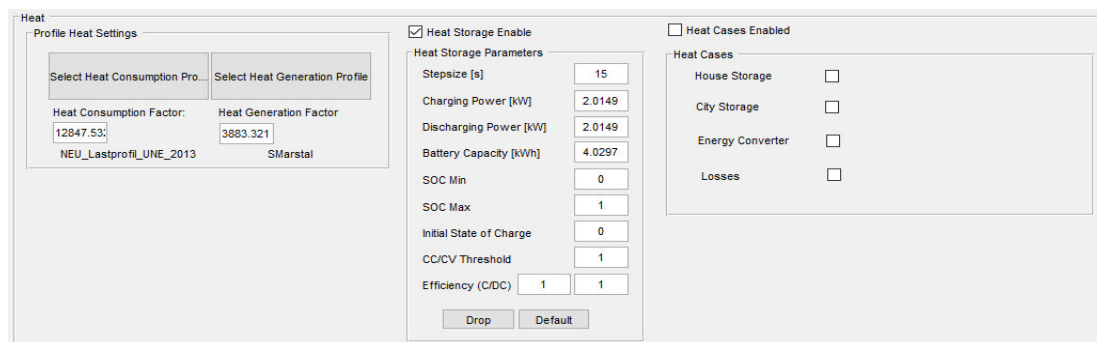 Heat
Profile Heat Settings
Select Heat Consumption Pro...
Select Heat Generation Profile
Heat Consumption Factor:
Heat Generation Factor
12847.53
3883.321
NEU_Lastprofil_UNE_2013
SMarstal
Heat Storage Enable
Heat Storage Parameters
Stepsize [s] 15
Charging Power [kW] 2.0149
Discharging Power [kW] 2.0149
Battery Capacity [kWh] 4.0297
SOC Min 0
SOC Max 1
Initial State of Charge 0
CC/CV Threshold 1
Efficiency (C/DC) 1 1
Drop Default
Heat Cases Enabled
Heat Cases
House Storage
City Storage
Energy Converter
Losses